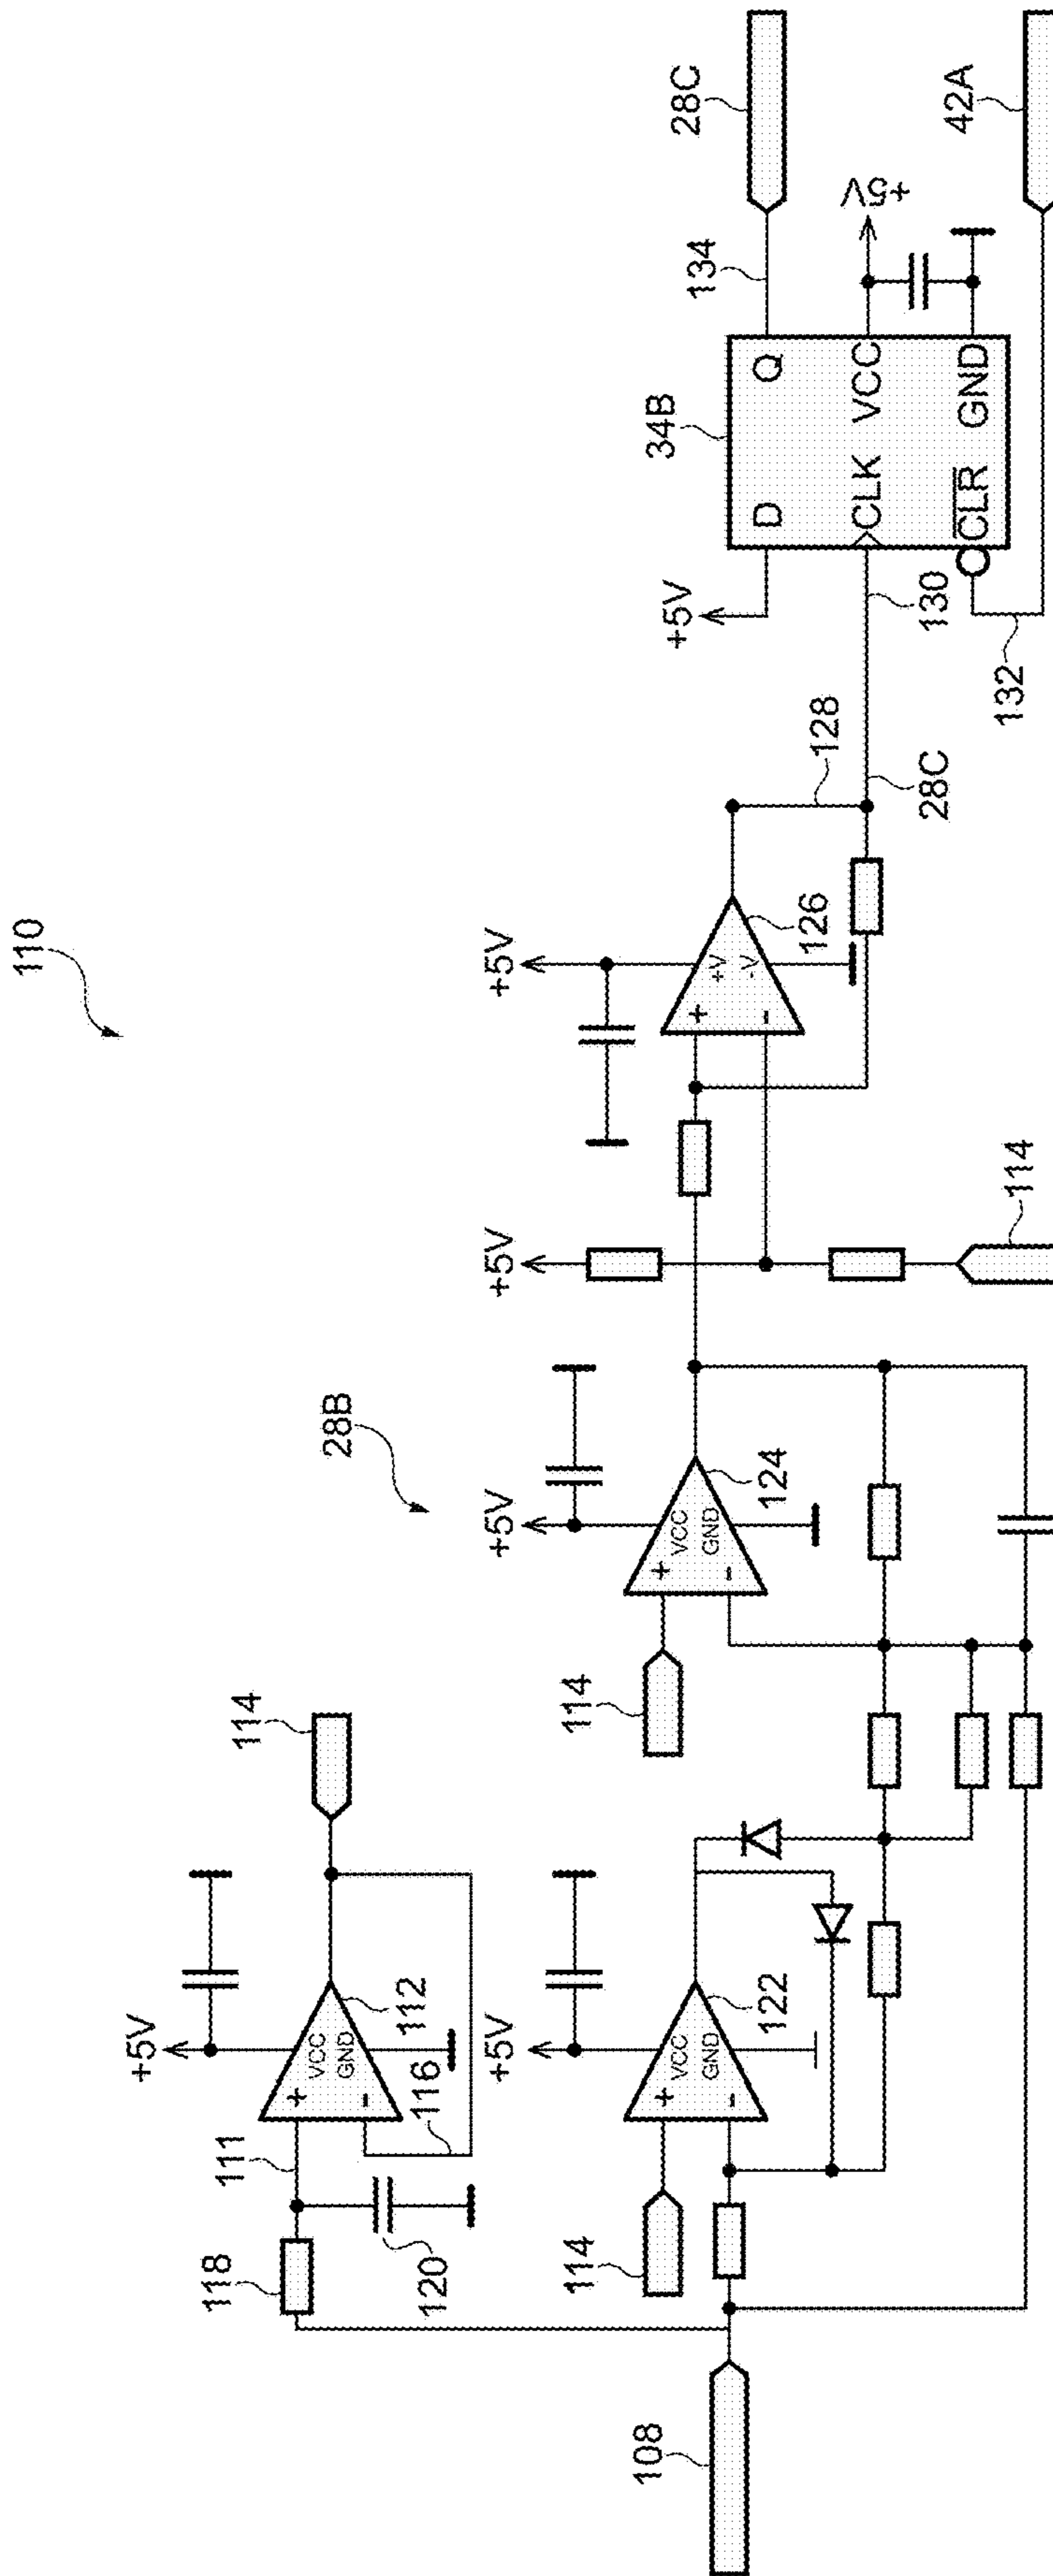 110
28B
118
111
120
116
112
+5V
VCC
GND
+
-
114
108
114
122
+5V
VCC
GND
+
-
114
124
+5V
VCC
GND
+
-
+5V
114
126
+5V
+V
-V
+
-
128
28C
130
132
+5V
34B
D
Q
CLK
VCC
CLR
GND
+5V
134
28C
42A